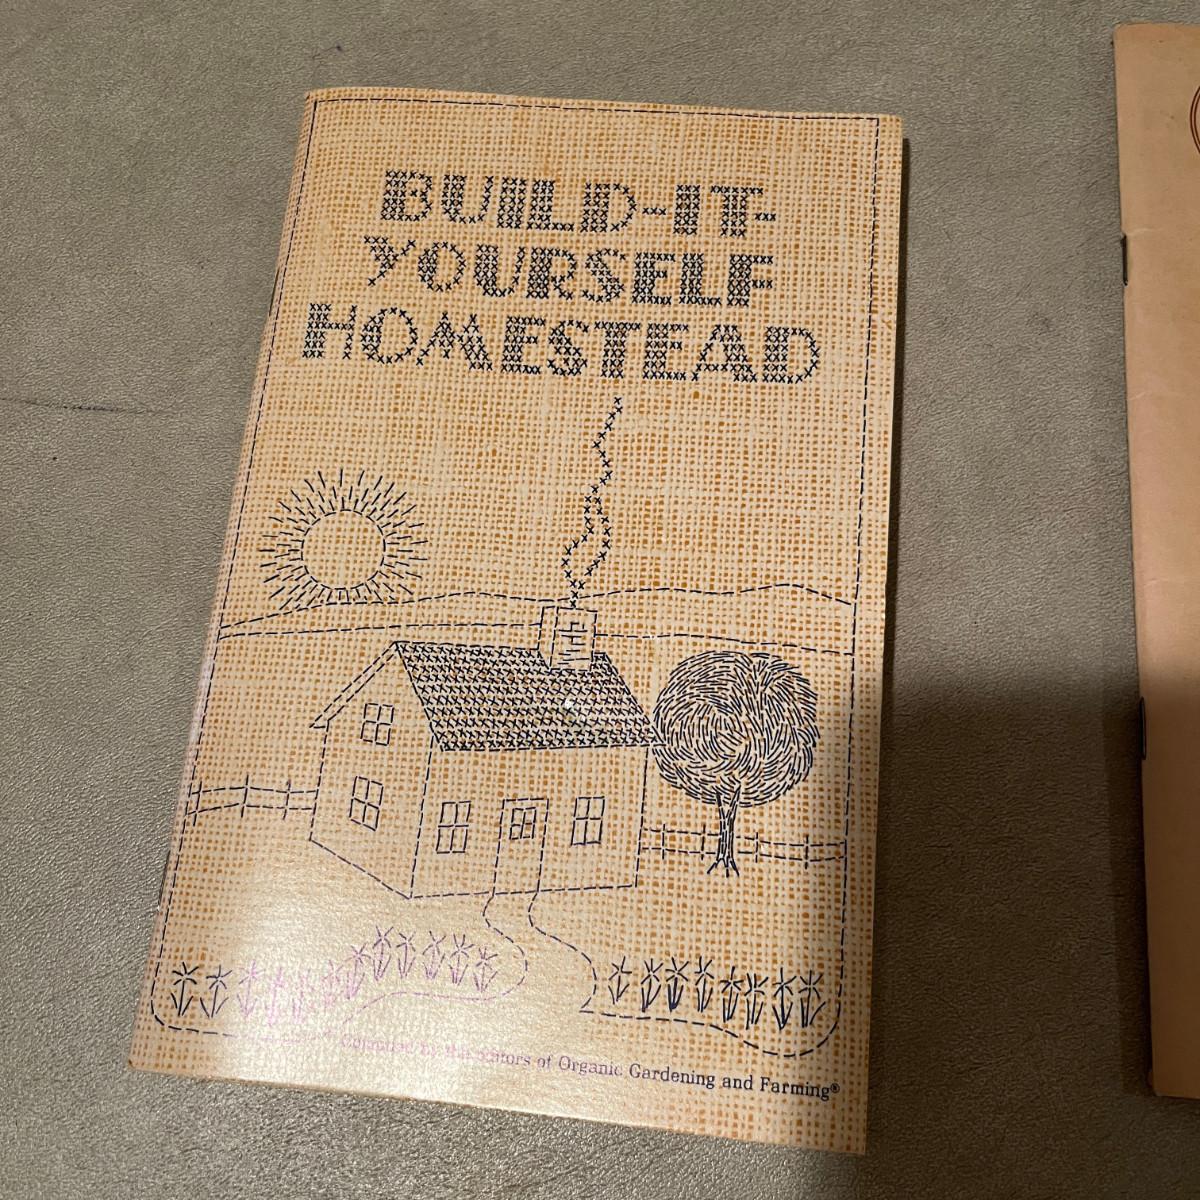 BUILD-IT-
YOURSELF
HOMESTEAD
Compiled by the editors of Organic Gardening and Farming®